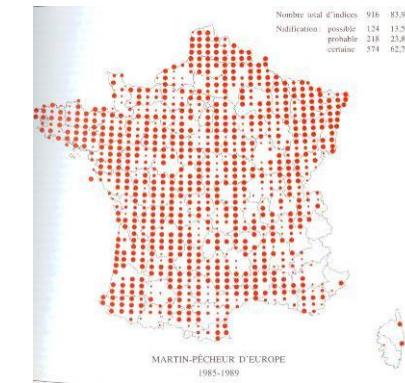 Nombre total d'indices 916 83,9
Nidification: possible 124 13,5
probable 218 23,8
certaine 574 62,7
MARTIN-PÊCHEUR D'EUROPE
1985-1989